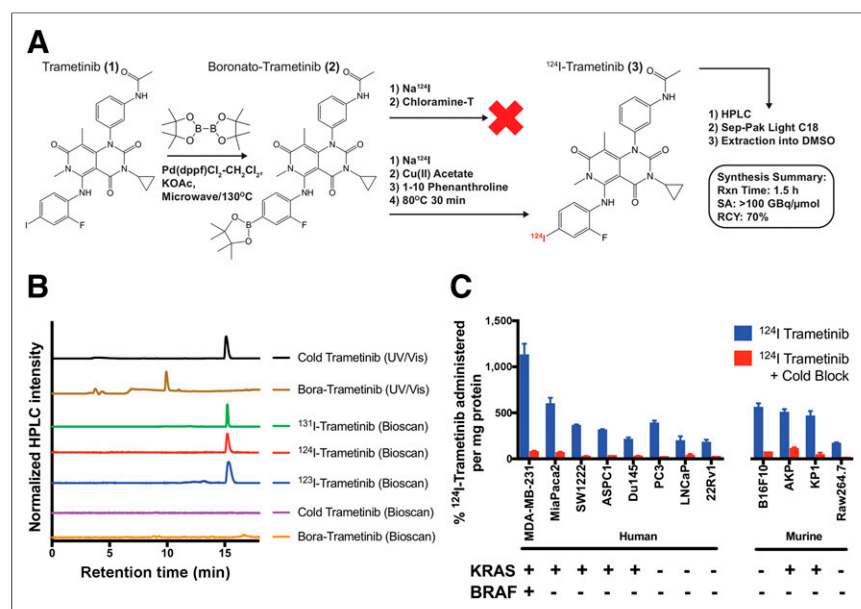 A
Trametinib (1)
Boronato-Trametinib (2)
¹²⁴I-Trametinib (3)
1) Na¹²⁴I
2) Chloramine-T
Pd(dppf)Cl₂-CH₂Cl₂,
KOAc,
Microwave/130°C
1) Na¹²⁴I
2) Cu(II) Acetate
3) 1-10 Phenanthroline
4) 80°C 30 min
1) HPLC
2) Sep-Pak Light C18
3) Extraction into DMSO
Synthesis Summary:
Rxn Time: 1.5 h
SA: >100 GBq/µmol
RCY: 70%
B
Normalized HPLC intensity
Cold Trametinib (UV/Vis)
Bora-Trametinib (UV/Vis)
¹³¹I-Trametinib (Bioscan)
¹²⁴I-Trametinib (Bioscan)
¹²³I-Trametinib (Bioscan)
Cold Trametinib (Bioscan)
Bora-Trametinib (Bioscan)
0 5 10 15
Retention time (min)
C
% ¹²⁴I-Trametinib administered
per mg protein
1,500
1,000
500
0
¹²⁴I Trametinib
¹²⁴I Trametinib
+ Cold Block
MDA-MB-231
MiaPaca2
SW1222
ASPC1
Du145
PC3
LNCaP
22Rv1
B16F10
AKP
KP1
Raw264.7
Human
Murine
KRAS + + + + + - - - - + + -
BRAF + - - - - - - - - - - -